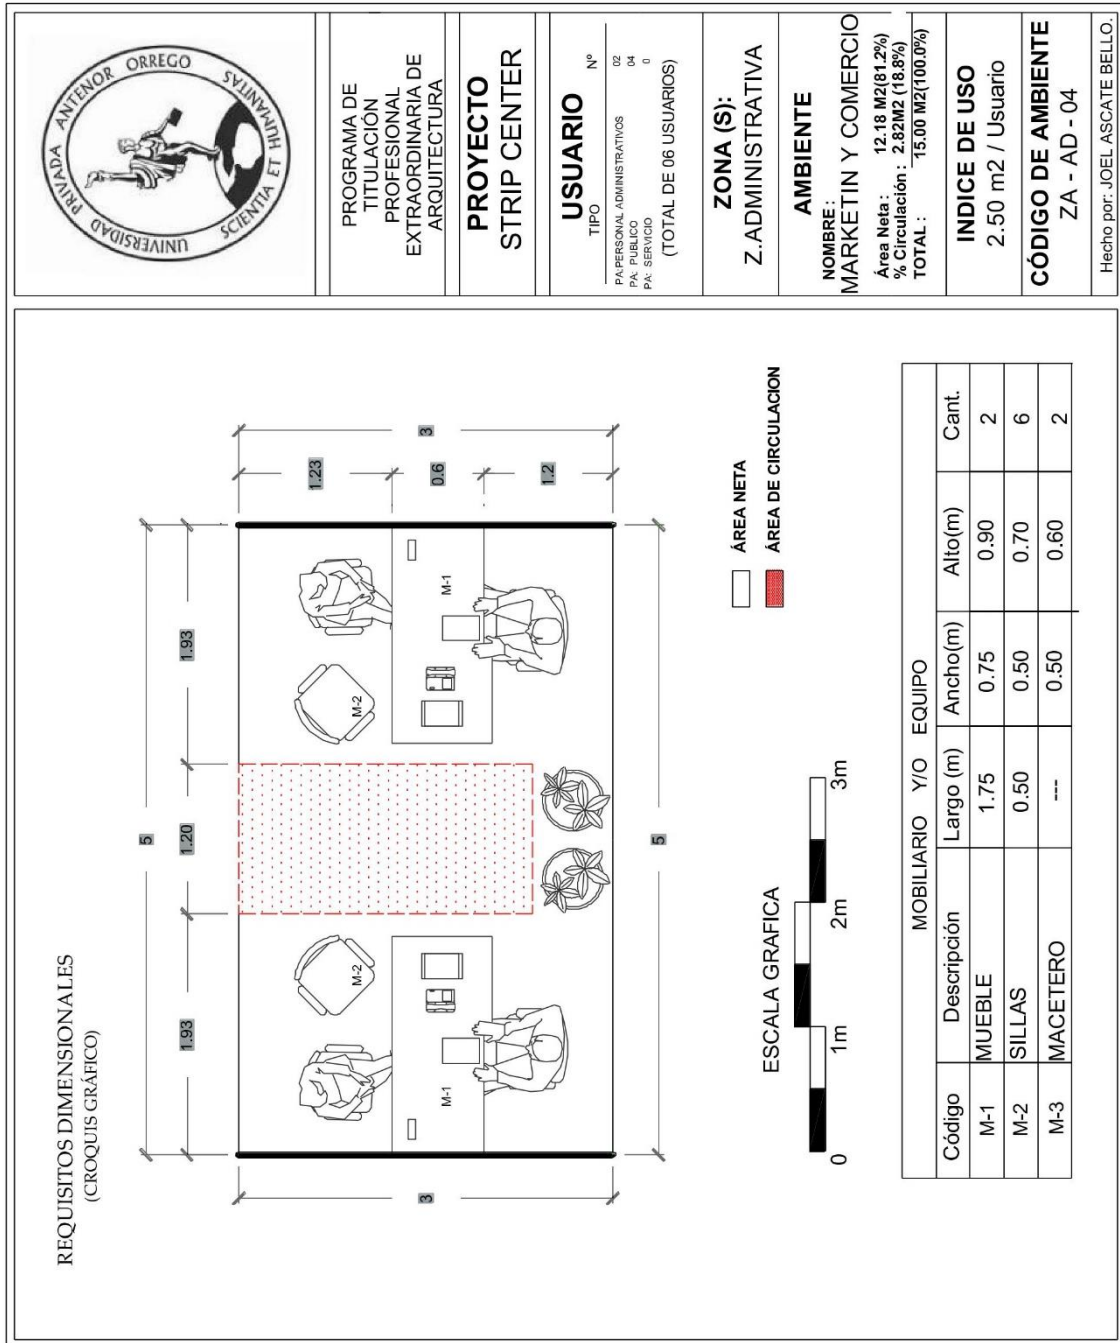 REQUISITOS DIMENSIONALES
(CROQUIS GRÁFICO)
5
1.93
1.20
1.93
3
3
1.23
0.6
1.2
M-2
M-2
M-1
M-1
5
ESCALA GRAFICA
0
1m
2m
3m
ÁREA NETA
ÁREA DE CIRCULACION
MOBILIARIO Y/O EQUIPO
Código Descripción Largo (m) Ancho(m) Alto(m) Cant.
M-1 MUEBLE 1.75 0.75 0.90 2
M-2 SILLAS 0.50 0.50 0.70 6
M-3 MACETERO --- 0.50 0.60 2
UNIVERSIDAD PRIVADA ANTENOR ORREGO
SCIENTIA ET HUMANITAS
PROGRAMA DE
TITULACIÓN
PROFESIONAL
EXTRAORDINARIA DE
ARQUITECTURA
PROYECTO
STRIP CENTER
USUARIO
TIPO Nº
PA:PERSONAL ADMINISTRATIVOS 02
PA: PUBLICO 04
PA: SERVICIO 0
(TOTAL DE 06 USUARIOS)
ZONA (S):
Z.ADMINISTRATIVA
AMBIENTE
NOMBRE :
MARKETIN Y COMERCIO
Área Neta : 12.18 M2(81.2%)
% Circulación : 2.82M2 (18.8%)
TOTAL : 15.00 M2(100.0%)
INDICE DE USO
2.50 m2 / Usuario
CÓDIGO DE AMBIENTE
ZA - AD - 04
Hecho por: JOEL ASCATE BELLO.